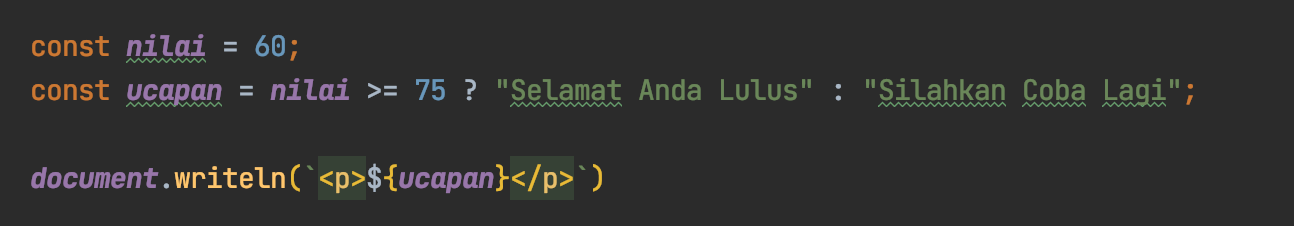 const nilai = 60;
const ucapan = nilai >= 75 ? "Selamat Anda Lulus" : "Silahkan Coba Lagi";
document.writeln(`<p>${ucapan}</p>`)